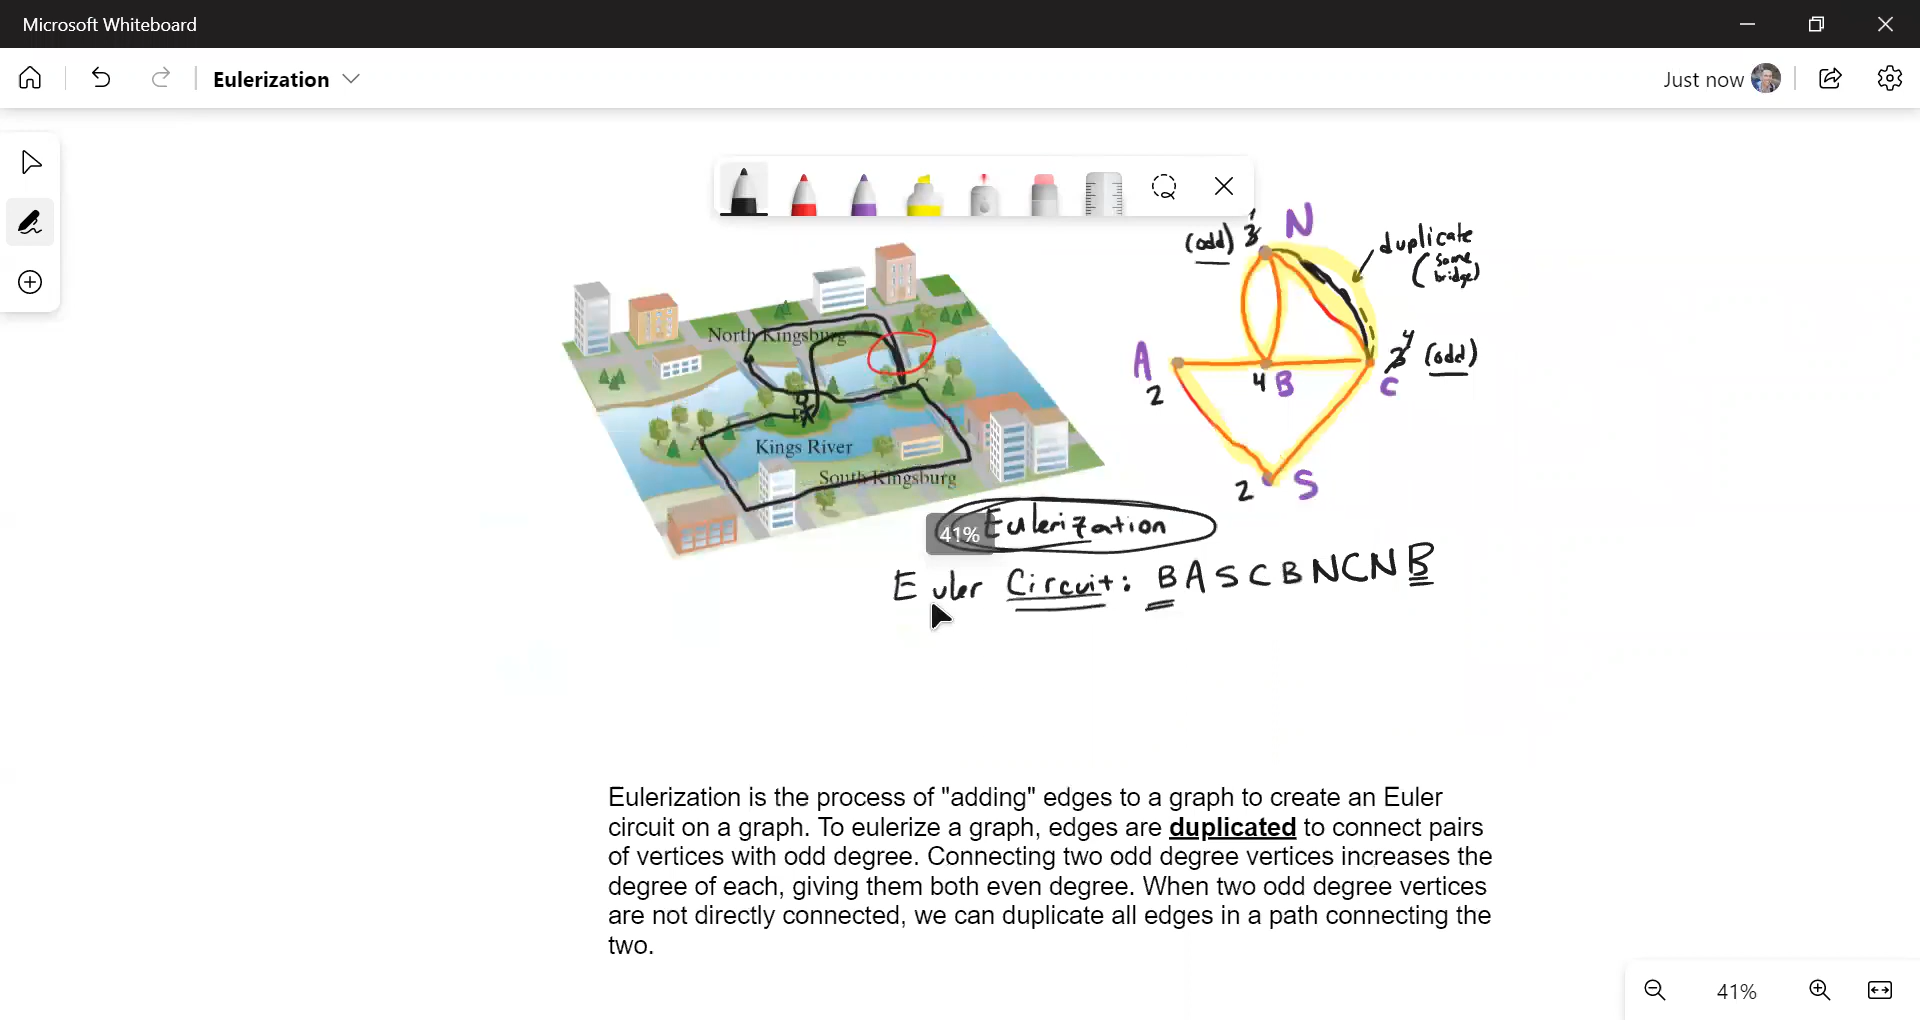 Microsoft Whiteboard
Eulerization
Just now
(odd) N
duplicate
(same
bridge)
North Kingsburg
C
A
2
4 B
4 (odd)
C
B
A
Kings River
South Kingsburg
2 S
Eulerization
41%
Euler Circuit: B A S C B N C N B
Eulerization is the process of "adding" edges to a graph to create an Euler
circuit on a graph. To eulerize a graph, edges are duplicated to connect pairs
of vertices with odd degree. Connecting two odd degree vertices increases the
degree of each, giving them both even degree. When two odd degree vertices
are not directly connected, we can duplicate all edges in a path connecting the
two.
41%